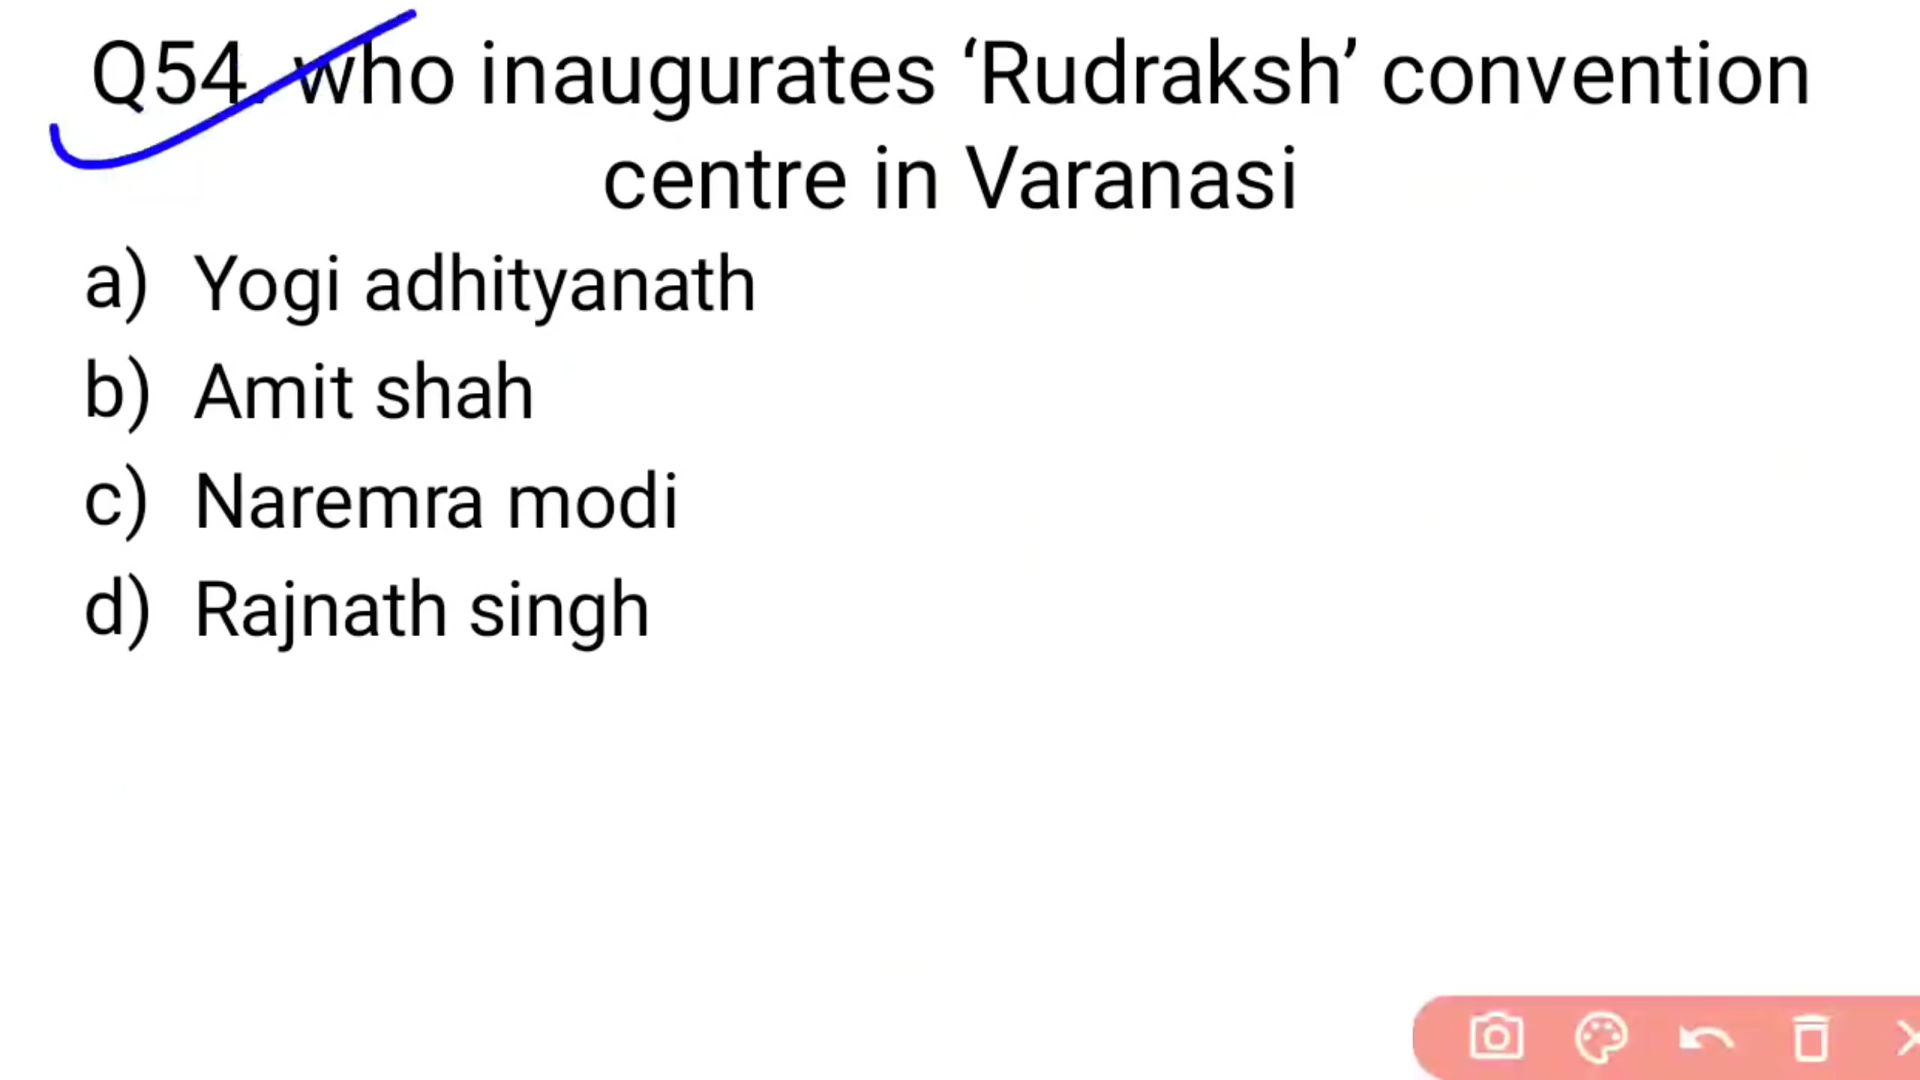 Q54. who inaugurates ‘Rudraksh’ convention
centre in Varanasi
a) Yogi adhityanath
b) Amit shah
c) Naremra modi
d) Rajnath singh